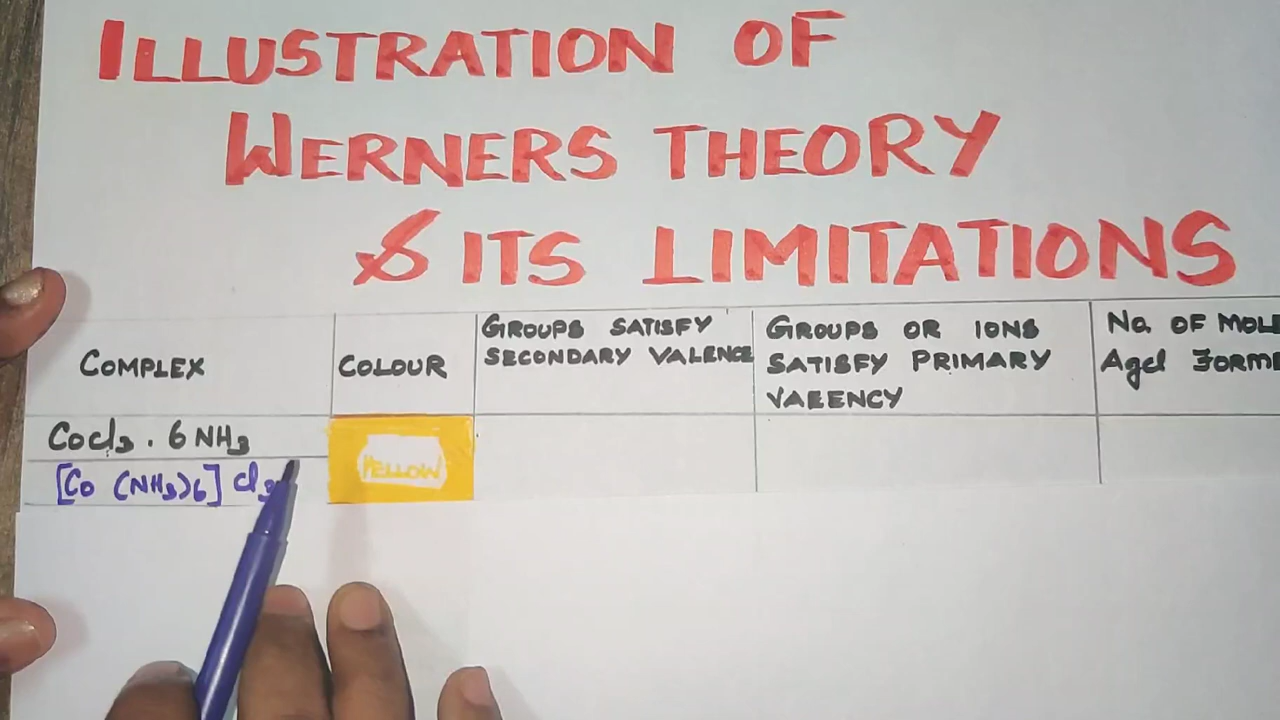 ILLUSTRATION OF
WERNERS THEORY
& ITS LIMITATIONS
COMPLEX
COLOUR
GROUPS SATISFY
SECONDARY VALENCE
GROUPS OR IONS
SATISFY PRIMARY
VALENCY
No. OF MOLE
Agcl FORME
CoCl3 . 6 NH3
YELLOW
[Co (NH3)6] Cl3